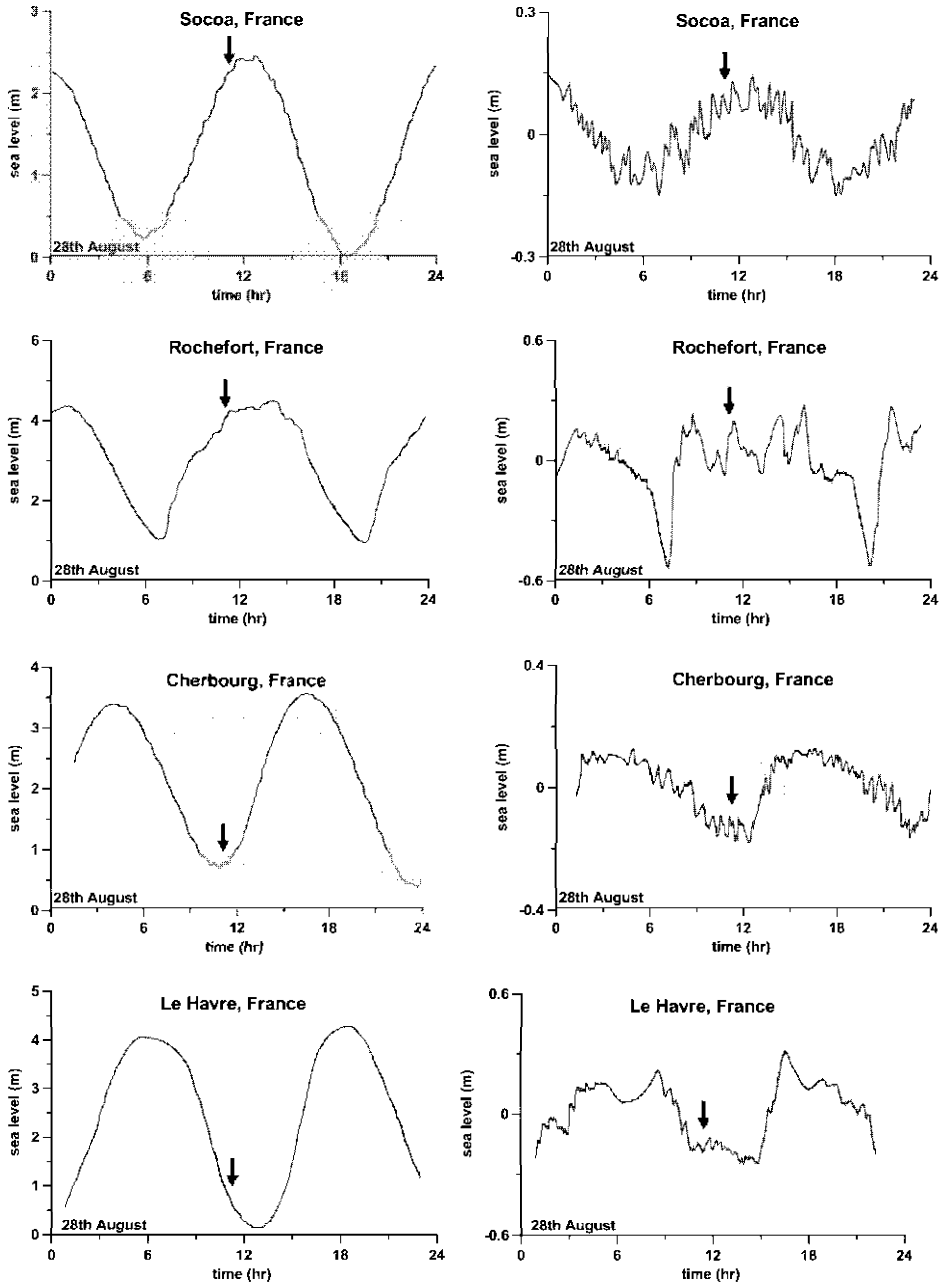 Socoa, France
3
2
1
0
sea level (m)
28th August
0
6
12
18
24
time (hr)
Socoa, France
0.3
0
-0.3
sea level (m)
28th August
0
6
12
18
24
time (hr)
Rochefort, France
6
4
2
0
sea level (m)
28th August
0
6
12
18
24
time (hr)
Rochefort, France
0.6
0
-0.6
sea level (m)
28th August
0
6
12
18
24
time (hr)
Cherbourg, France
4
3
2
1
0
sea level (m)
28th August
0
6
12
18
24
time (hr)
Cherbourg, France
0.4
0
-0.4
sea level (m)
28th August
0
6
12
18
24
time (hr)
Le Havre, France
5
4
3
2
1
0
sea level (m)
28th August
0
6
12
18
24
time (hr)
Le Havre, France
0.6
0
-0.6
sea level (m)
28th August
0
6
12
18
24
time (hr)